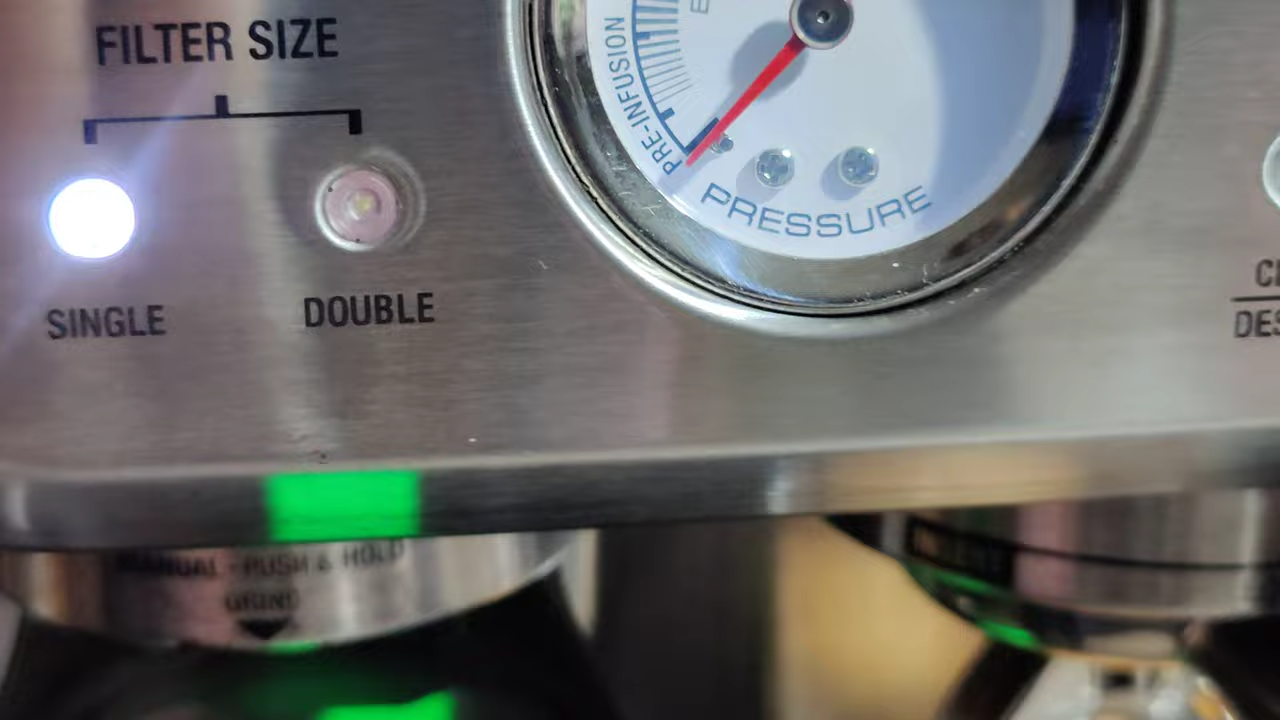 FILTER SIZE
SINGLE
DOUBLE
PRE-INFUSION
PRESSURE
MANUAL - PUSH & HOLD
GRIND